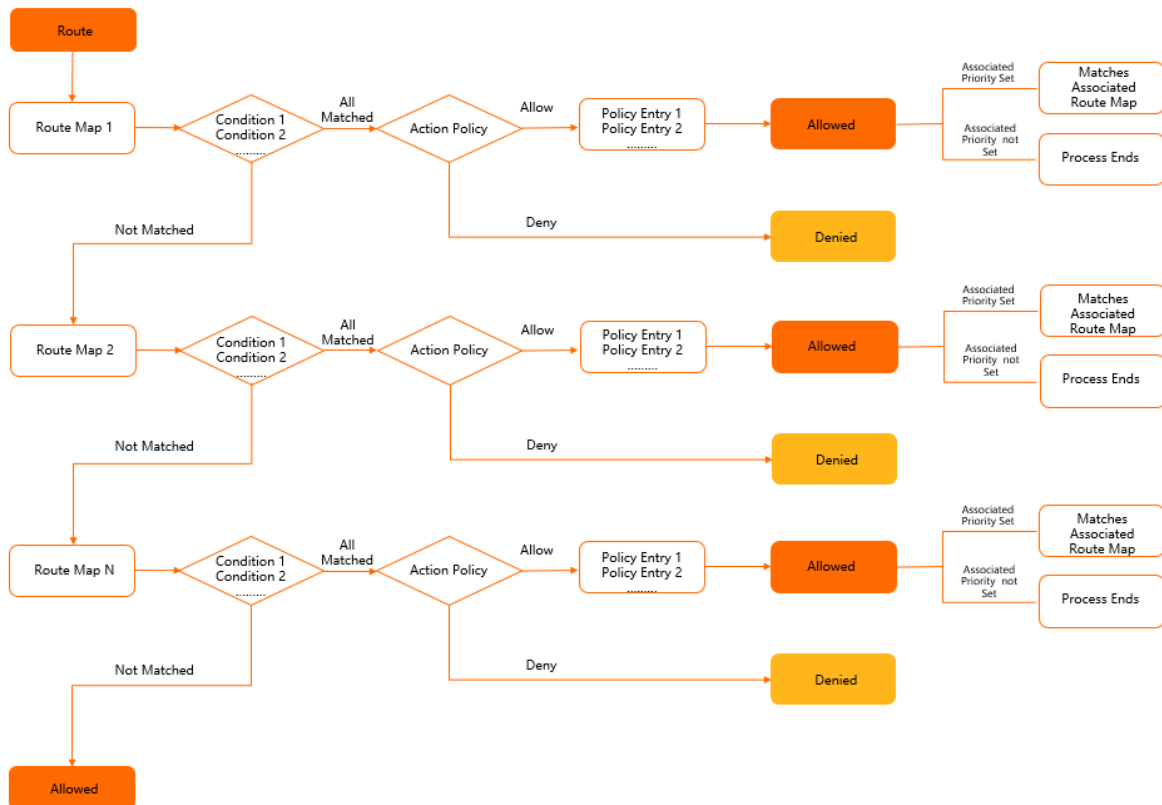 Route
Route Map 1
Condition 1
Condition 2
.........
All
Matched
Action Policy
Allow
Policy Entry 1
Policy Entry 2
.........
Allowed
Associated
Priority Set
Matches
Associated
Route Map
Associated
Priority not
Set
Process Ends
Deny
Denied
Not Matched
Route Map 2
Condition 1
Condition 2
.........
All
Matched
Action Policy
Allow
Policy Entry 1
Policy Entry 2
.........
Allowed
Associated
Priority Set
Matches
Associated
Route Map
Associated
Priority not
Set
Process Ends
Deny
Denied
Not Matched
Route Map N
Condition 1
Condition 2
.........
All
Matched
Action Policy
Allow
Policy Entry 1
Policy Entry 2
.........
Allowed
Associated
Priority Set
Matches
Associated
Route Map
Associated
Priority not
Set
Process Ends
Deny
Denied
Not Matched
Allowed